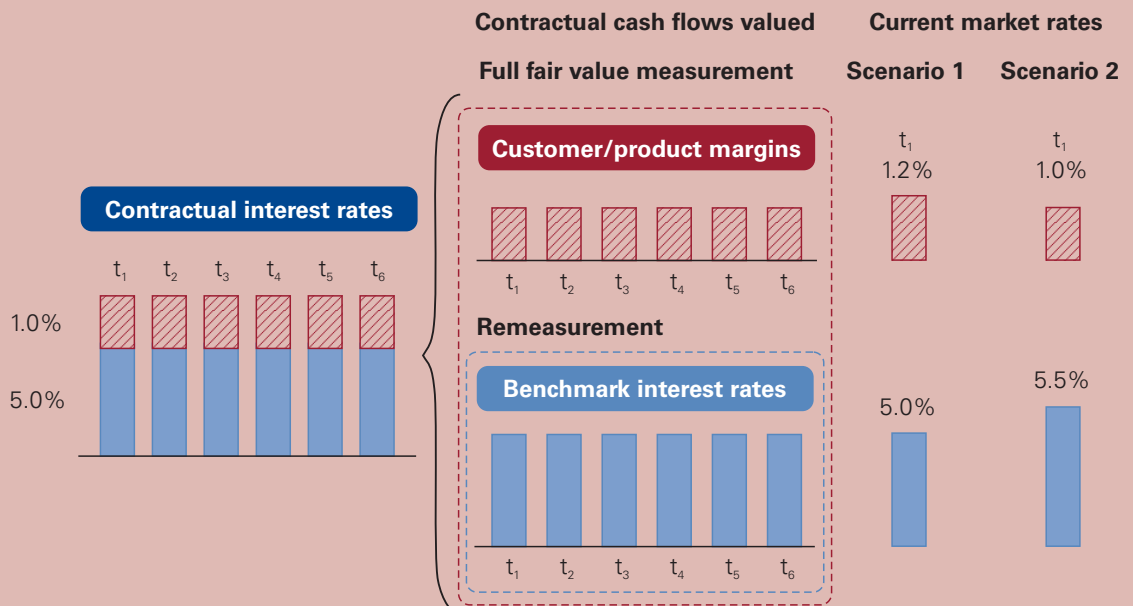 Contractual cash flows valued
Current market rates
Full fair value measurement
Scenario 1
Scenario 2
Customer/product margins
t₁
1.2%
t₁
1.0%
Contractual interest rates
t₁ t₂ t₃ t₄ t₅ t₆
t₁ t₂ t₃ t₄ t₅ t₆
1.0%
5.0%
Remeasurement
Benchmark interest rates
5.0%
5.5%
t₁ t₂ t₃ t₄ t₅ t₆